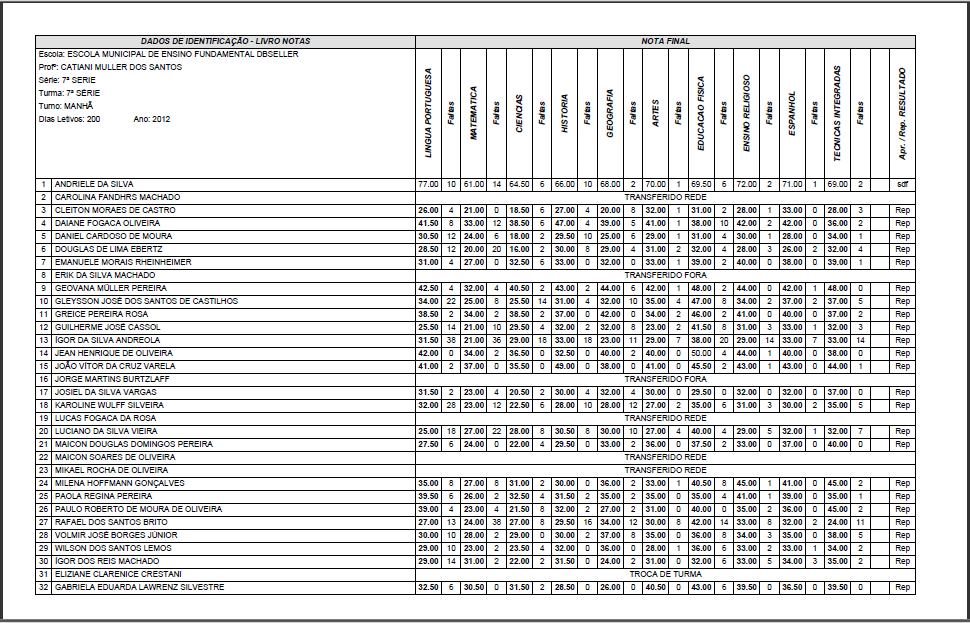 DADOS DE IDENTIFICAÇÃO - LIVRO NOTAS NOTA FINAL
Escola: ESCOLA MUNICIPAL DE ENSINO FUNDAMENTAL DBSELLER
Profº: CATIANI MULLER DOS SANTOS
Série: 7ª SERIE
Turma: 7ª SÉRIE
Turno: MANHÃ
Dias Letivos: 200 Ano: 2012
LINGUA PORTUGUESA Faltas MATEMATICA Faltas CIENCIAS Faltas HISTORIA Faltas GEOGRAFIA Faltas ARTES Faltas EDUCACAO FISICA Faltas ENSINO RELIGIOSO Faltas ESPANHOL Faltas TECNICAS INTEGRADAS Faltas Apr. / Rep. RESULTADO
1 ANDRIELE DA SILVA 77.00 10 61.00 14 64.50 6 66.00 10 68.00 2 70.00 1 69.50 6 72.00 2 71.00 1 69.00 2 sdf
2 CAROLINA FANDHRS MACHADO TRANSFERIDO REDE
3 CLEITON MORAES DE CASTRO 26.00 4 21.00 0 18.50 6 27.00 4 20.00 8 32.00 1 31.00 2 28.00 1 33.00 0 28.00 3 Rep
4 DAIANE FOGACA OLIVEIRA 41.50 8 33.00 12 38.50 6 47.00 4 39.00 5 41.00 1 38.00 10 42.00 2 42.00 0 36.00 2 Rep
5 DANIEL CARDOSO DE MOURA 30.50 12 24.00 6 18.00 2 29.50 10 25.00 6 29.00 1 31.00 4 30.00 1 28.00 0 34.00 1 Rep
6 DOUGLAS DE LIMA EBERTZ 28.50 12 20.00 20 16.00 2 30.00 8 29.00 4 31.00 2 32.00 4 28.00 3 26.00 2 32.00 4 Rep
7 EMANUELE MORAIS RHEINHEIMER 31.00 4 27.00 0 32.50 6 33.00 0 32.00 0 33.00 1 39.00 2 40.00 0 38.00 0 39.00 1 Rep
8 ERIK DA SILVA MACHADO TRANSFERIDO FORA
9 GEOVANA MÜLLER PEREIRA 42.50 4 32.00 4 40.50 2 43.00 2 44.00 6 42.00 1 48.00 2 44.00 0 42.00 1 48.00 0 Rep
10 GLEYSSON JOSÉ DOS SANTOS DE CASTILHOS 34.00 22 25.00 8 25.50 14 31.00 4 32.00 10 35.00 4 47.00 8 34.00 2 37.00 2 37.00 5 Rep
11 GREICE PEREIRA ROSA 38.50 2 34.00 2 38.50 2 37.00 0 42.00 0 34.00 2 46.00 2 41.00 0 40.00 0 37.00 2 Rep
12 GUILHERME JOSÉ CASSOL 25.50 14 21.00 10 29.50 4 32.00 2 32.00 8 23.00 2 41.50 8 31.00 3 33.00 1 32.00 3 Rep
13 ÍGOR DA SILVA ANDREOLA 31.50 38 21.00 36 29.00 18 33.00 18 23.00 11 29.00 7 38.00 20 29.00 14 33.00 7 33.00 14 Rep
14 JEAN HENRIQUE DE OLIVEIRA 42.00 0 34.00 2 36.50 0 32.50 0 40.00 2 40.00 0 50.00 4 44.00 1 40.00 0 38.00 0 Rep
15 JOÃO VÍTOR DA CRUZ VARELA 41.00 2 37.00 0 35.50 0 49.00 0 38.00 0 41.00 0 45.50 2 43.00 1 43.00 0 44.00 1 Rep
16 JORGE MARTINS BURTZLAFF TRANSFERIDO FORA
17 JOSIEL DA SILVA VARGAS 31.50 2 23.00 4 20.50 2 30.00 4 32.00 4 30.00 0 29.50 0 32.00 0 32.00 0 37.00 0 Rep
18 KAROLINE WULFF SILVEIRA 32.00 28 23.00 12 22.50 6 28.00 10 28.00 12 27.00 2 35.00 6 31.00 3 30.00 2 35.00 5 Rep
19 LUCAS FOGACA DA ROSA TRANSFERIDO REDE
20 LUCIANO DA SILVA VIEIRA 25.00 18 27.00 22 28.00 8 30.50 8 30.00 10 27.00 4 40.00 4 29.00 5 32.00 1 32.00 7 Rep
21 MAICON DOUGLAS DOMINGOS PEREIRA 27.50 6 24.00 0 22.00 4 29.50 0 33.00 2 36.00 0 37.50 2 33.00 0 37.00 0 40.00 0 Rep
22 MAICON SOARES DE OLIVEIRA TRANSFERIDO REDE
23 MIKAEL ROCHA DE OLIVEIRA TRANSFERIDO REDE
24 MILENA HOFFMANN GONÇALVES 35.00 8 27.00 8 31.00 2 30.00 0 36.00 2 33.00 1 40.50 8 45.00 1 41.00 0 45.00 2 Rep
25 PAOLA REGINA PEREIRA 39.50 6 26.00 2 32.50 4 31.50 2 35.00 2 35.00 0 35.00 4 41.00 1 39.00 0 35.00 1 Rep
26 PAULO ROBERTO DE MOURA DE OLIVEIRA 39.00 4 23.00 4 21.50 8 32.00 2 27.00 2 31.00 0 40.00 0 35.00 2 36.00 0 45.00 2 Rep
27 RAFAEL DOS SANTOS BRITO 27.00 13 24.00 38 27.00 8 29.50 16 34.00 12 30.00 8 42.00 14 33.00 8 32.00 2 24.00 11 Rep
28 VOLMIR JOSÉ BORGES JÚNIOR 30.00 10 28.00 2 29.00 0 30.00 2 37.00 8 35.00 0 36.00 8 34.00 3 35.00 0 38.00 5 Rep
29 WILSON DOS SANTOS LEMOS 29.00 10 23.00 2 23.50 4 32.00 0 36.00 0 28.00 1 36.00 6 33.00 2 33.00 1 34.00 2 Rep
30 ÍGOR DOS REIS MACHADO 29.00 14 31.00 2 22.00 2 31.50 0 24.00 2 31.00 0 32.00 6 33.00 5 34.00 3 35.00 2 Rep
31 ELIZIANE CLARENICE CRESTANI TROCA DE TURMA
32 GABRIELA EDUARDA LAWRENZ SILVESTRE 32.50 6 30.50 0 31.50 2 28.50 0 26.00 0 40.50 0 43.00 6 39.50 0 36.50 0 39.50 0 Rep